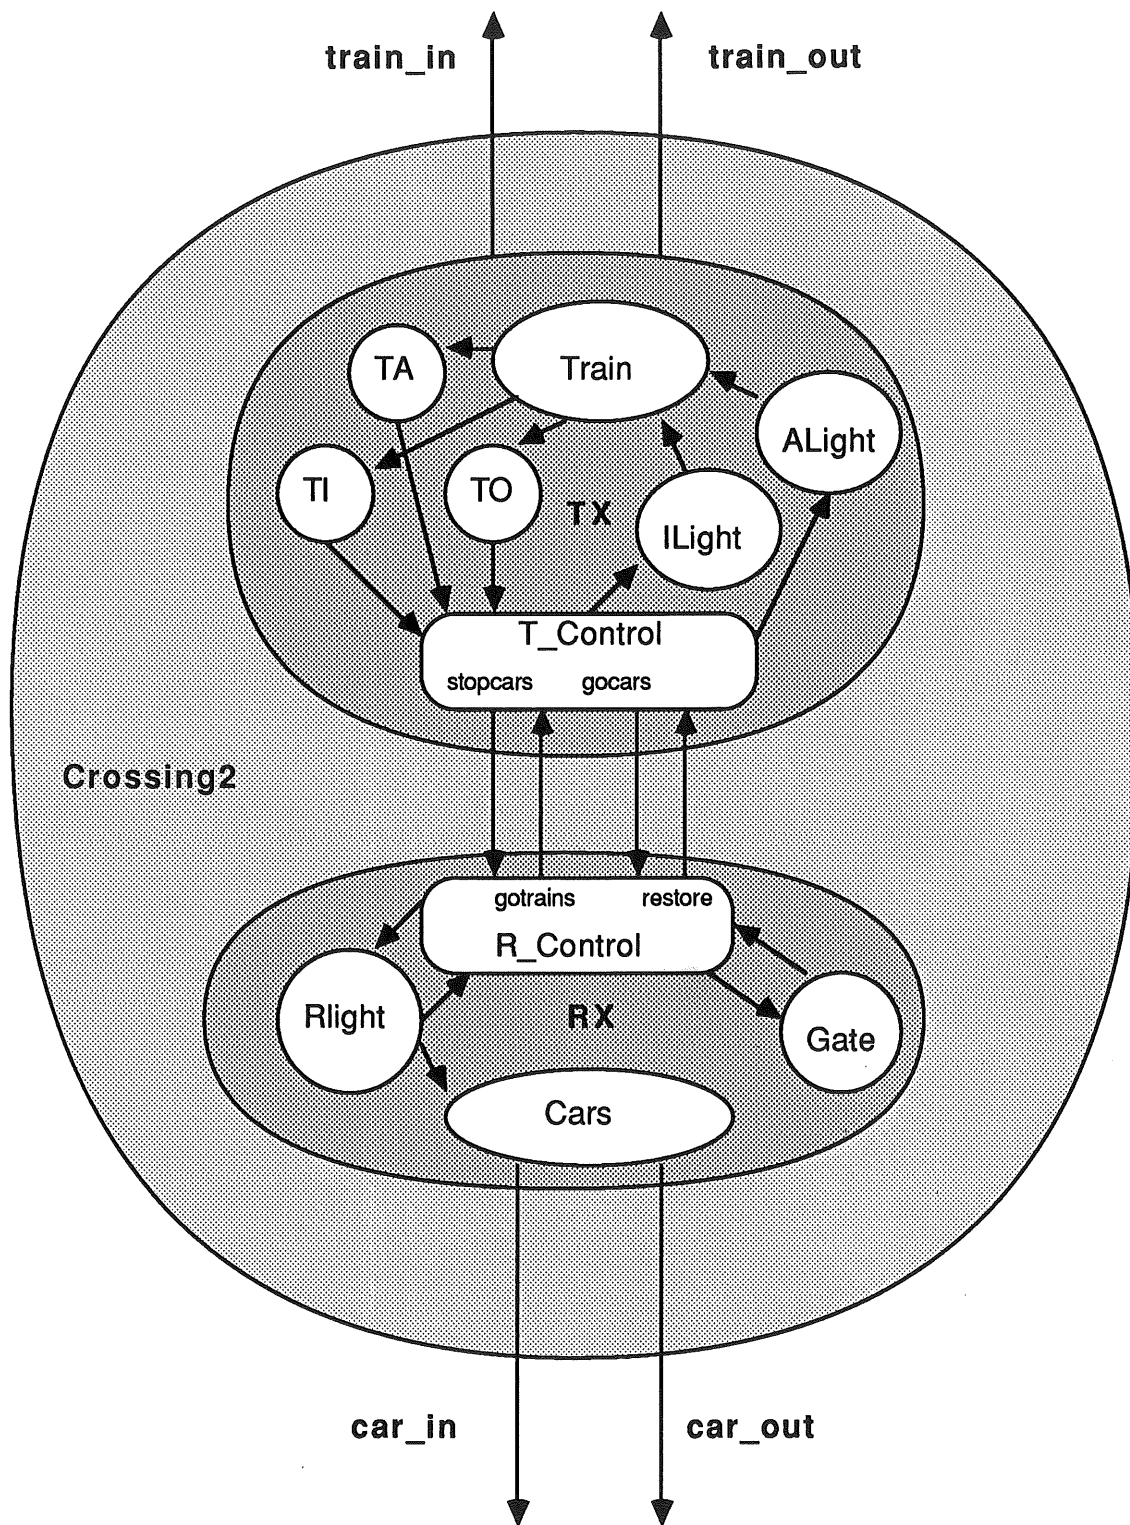 train_in
train_out
TA
Train
ALight
TI
TO
TX
ILight
T_Control
stopcars
gocars
Crossing2
gotrains
restore
R_Control
Rlight
RX
Gate
Cars
car_in
car_out